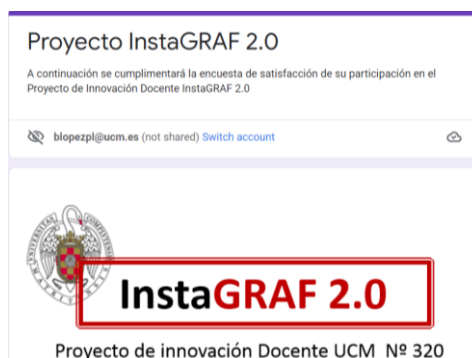 Proyecto InstaGRAF 2.0
A continuación se cumplimentará la encuesta de satisfacción de su participación en el
Proyecto de Innovación Docente InstaGRAF 2.0
blopezpl@ucm.es (not shared) Switch account
InstaGRAF 2.0
Proyecto de innovación Docente UCM Nº 320